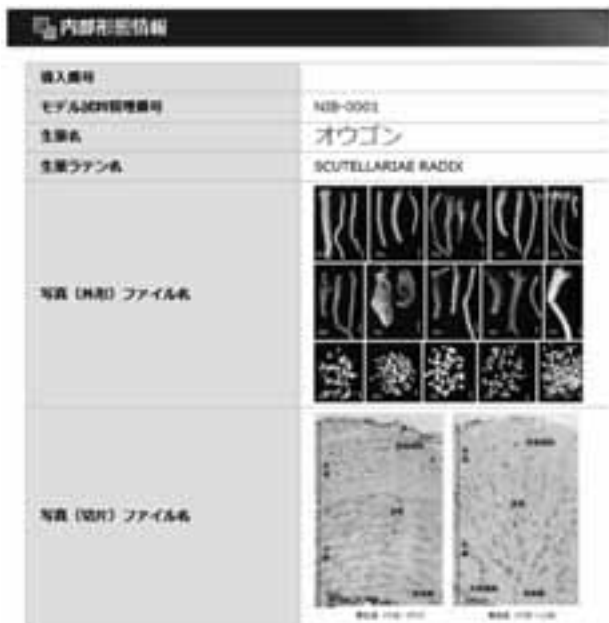 内部形態情報
導入番号
モデル試料管理番号
NIB-0001
生薬名
オウゴン
生薬ラテン名
SCUTELLARIAE RADIX
写真（外形）ファイル名
写真（切片）ファイル名